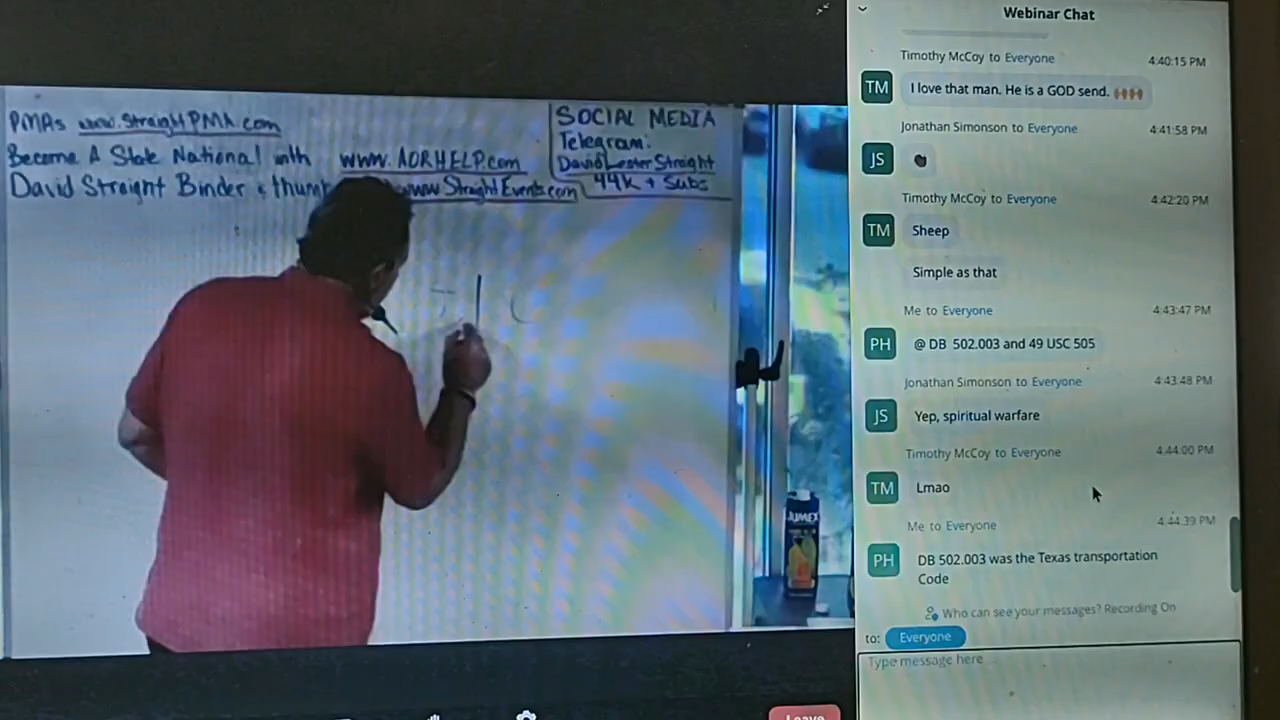 PMAs www.StraightPMA.com
Become A State National with www.AORHELP.com
David Straight Binder & thumb www.StraightEvents.com
SOCIAL MEDIA
Telegram:
DavidLesterStraight
44k + Subs
JUMEX
Webinar Chat
Timothy McCoy to Everyone 4:40:15 PM
TM I love that man. He is a GOD send.
Jonathan Simonson to Everyone 4:41:58 PM
JS
Timothy McCoy to Everyone 4:42:20 PM
TM Sheep
Simple as that
Me to Everyone 4:43:47 PM
PH @ DB 502.003 and 49 USC 505
Jonathan Simonson to Everyone 4:43:48 PM
JS Yep, spiritual warfare
Timothy McCoy to Everyone 4:44:00 PM
TM Lmao
Me to Everyone 4:44:39 PM
PH DB 502.003 was the Texas transportation
Code
Who can see your messages? Recording On
to: Everyone
Type message here
Leave